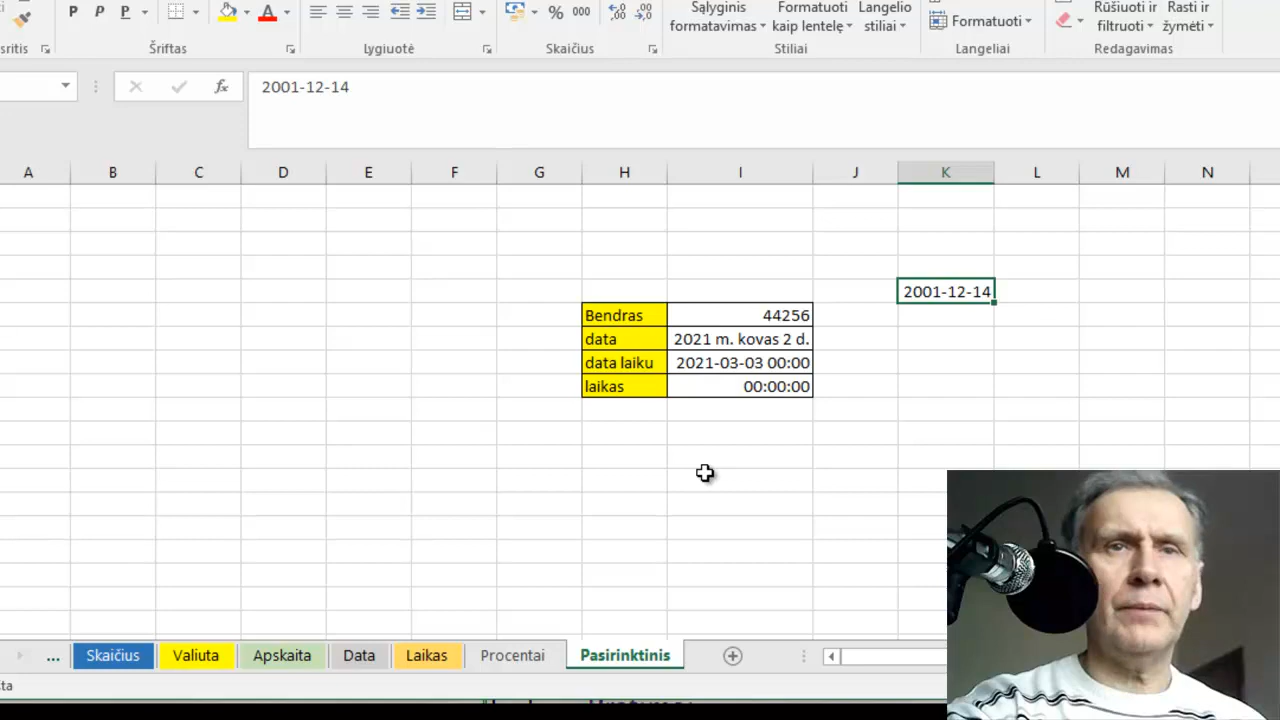 P P P A % 000
Sąlyginis Formatuoti Langelio
formatavimas kaip lentelę stiliai
Formatuoti
Rūšiuoti ir Rasti ir
filtruoti žymėti
Šriftas Lygiuotė Skaičius Stiliai Langeliai Redagavimas
fx 2001-12-14
A B C D E F G H I J K L M N
2001-12-14
Bendras 44256
data 2021 m. kovas 2 d.
data laiku 2021-03-03 00:00
laikas 00:00:00
... Skaičius Valiuta Apskaita Data Laikas Procentai Pasirinktinis